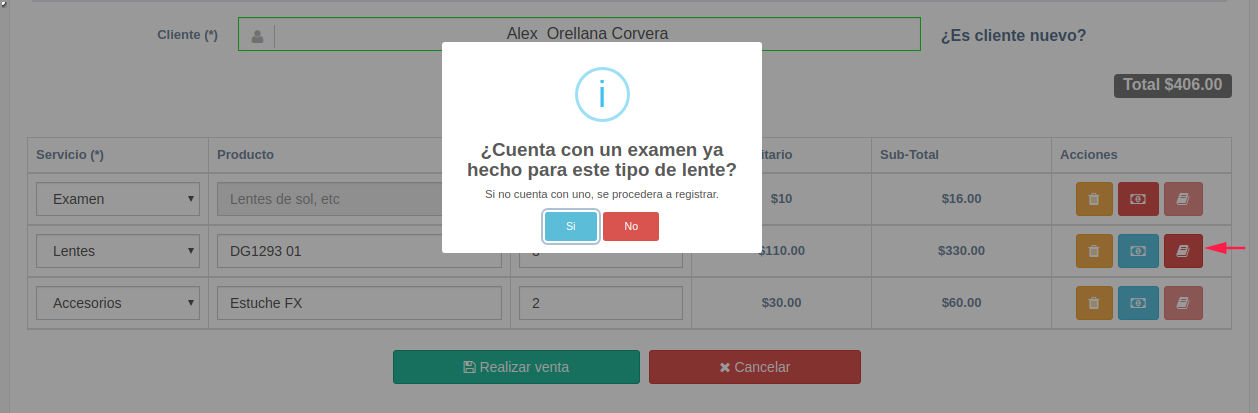 Cliente (*)
Alex Orellana Corvera
¿Es cliente nuevo?
Total $406.00
¿Cuenta con un examen ya
hecho para este tipo de lente?
Si no cuenta con uno, se procedera a registrar.
Si
No
Servicio (*)
Producto
itario
Sub-Total
Acciones
Examen
Lentes de sol, etc
$10
$16.00
Lentes
DG1293 01
$110.00
$330.00
Accesorios
Estuche FX
2
$30.00
$60.00
Realizar venta
Cancelar